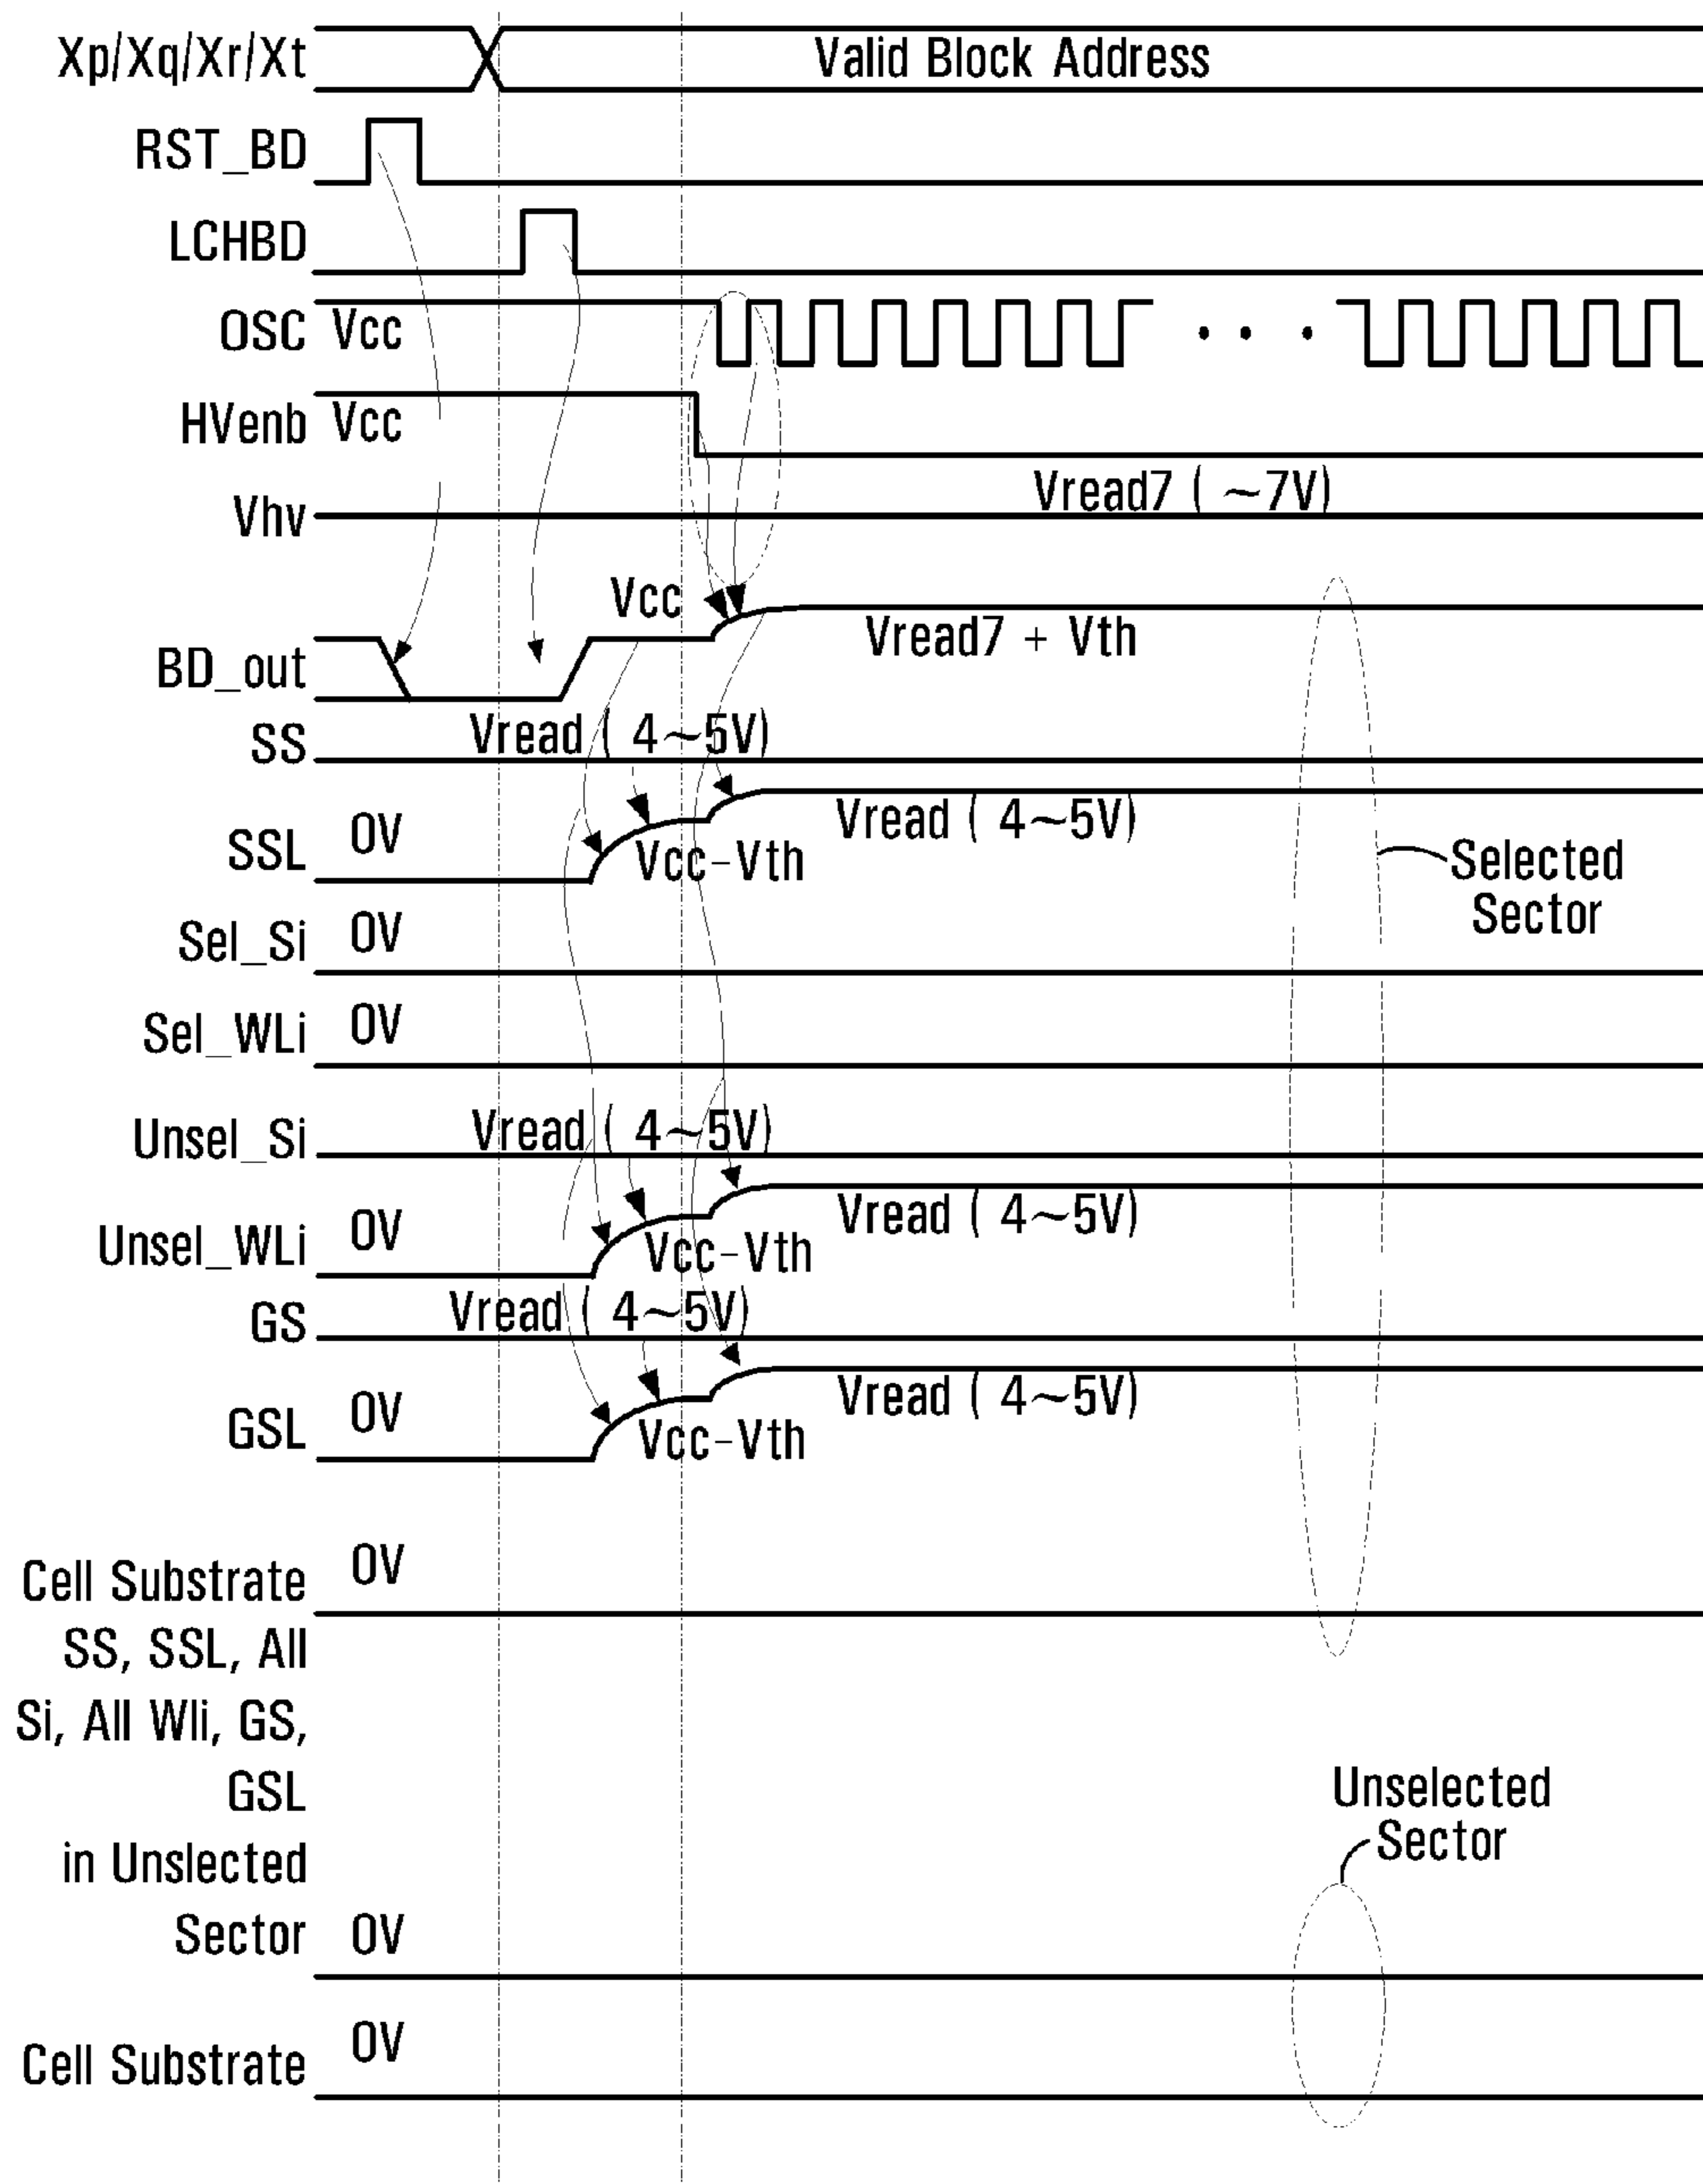 Xp/Xq/Xr/Xt Valid Block Address
RST_BD
LCHBD
OSC Vcc . . .
HVenb Vcc
Vread7 ( ~7V)
Vhv
Vcc
Vread7 + Vth
BD_out
Vread ( 4~5V)
SS
0V Vread ( 4~5V)
SSL Vcc-Vth
Selected
Sector
Sel_Si 0V
Sel_WLi 0V
Vread ( 4~5V)
Unsel_Si
0V Vread ( 4~5V)
Unsel_WLi Vcc-Vth
Vread ( 4~5V)
GS
0V Vread ( 4~5V)
GSL Vcc-Vth
0V
Cell Substrate
SS, SSL, All
Si, All Wli, GS,
GSL
in Unslected
Sector 0V
Unselected
Sector
0V
Cell Substrate